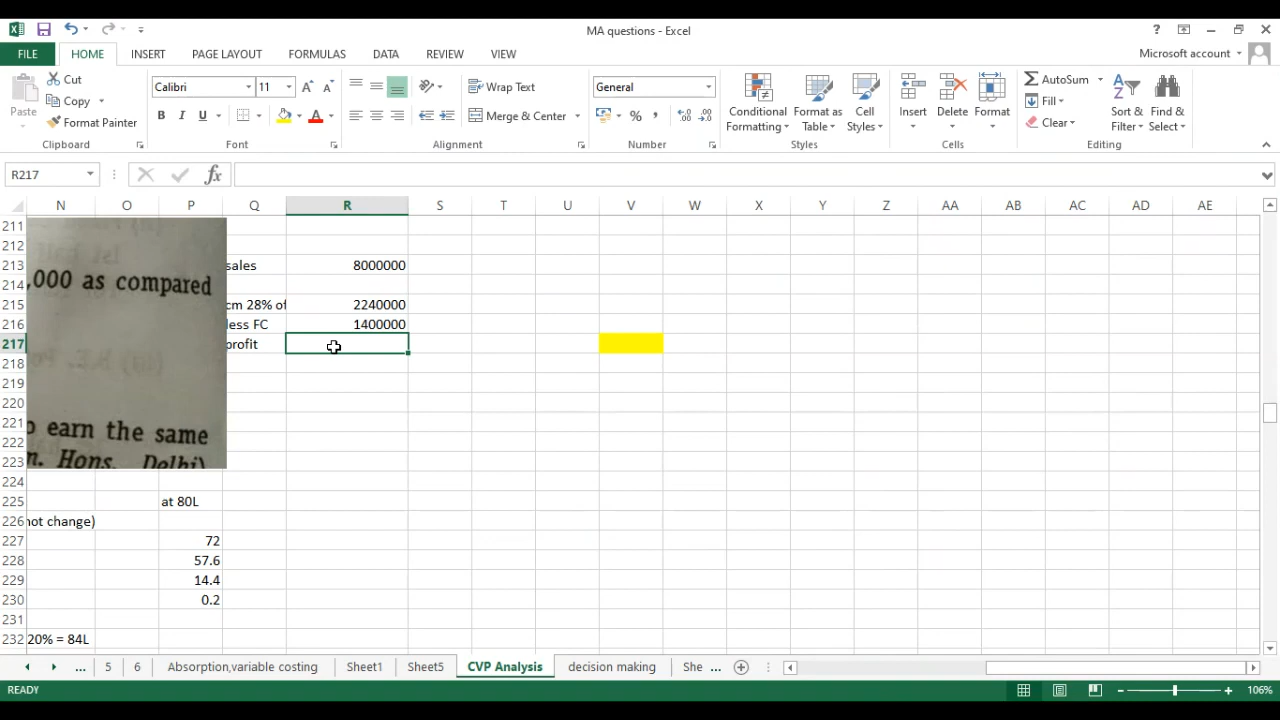 MA questions - Excel
FILE HOME INSERT PAGE LAYOUT FORMULAS DATA REVIEW VIEW Microsoft account
Paste Cut Copy Format Painter Clipboard
Calibri 11 B I U A Font
Wrap Text Merge & Center Alignment
General % , Number
Conditional Formatting Format as Table Cell Styles Styles
Insert Delete Format Cells
AutoSum Fill Clear Sort & Filter Find & Select Editing
R217 fx
N O P Q R S T U V W X Y Z AA AB AC AD AE
211
212
213 sales 8000000
214 ,000 as compared
215 cm 28% of 2240000
216 less FC 1400000
217 profit
218
219
220
221
222 earn the same
223 Hons. Delhi)
224
225 at 80L
226 not change)
227 72
228 57.6
229 14.4
230 0.2
231
232 20% = 84L
... 5 6 Absorption,variable costing Sheet1 Sheet5 CVP Analysis decision making She ...
READY 106%